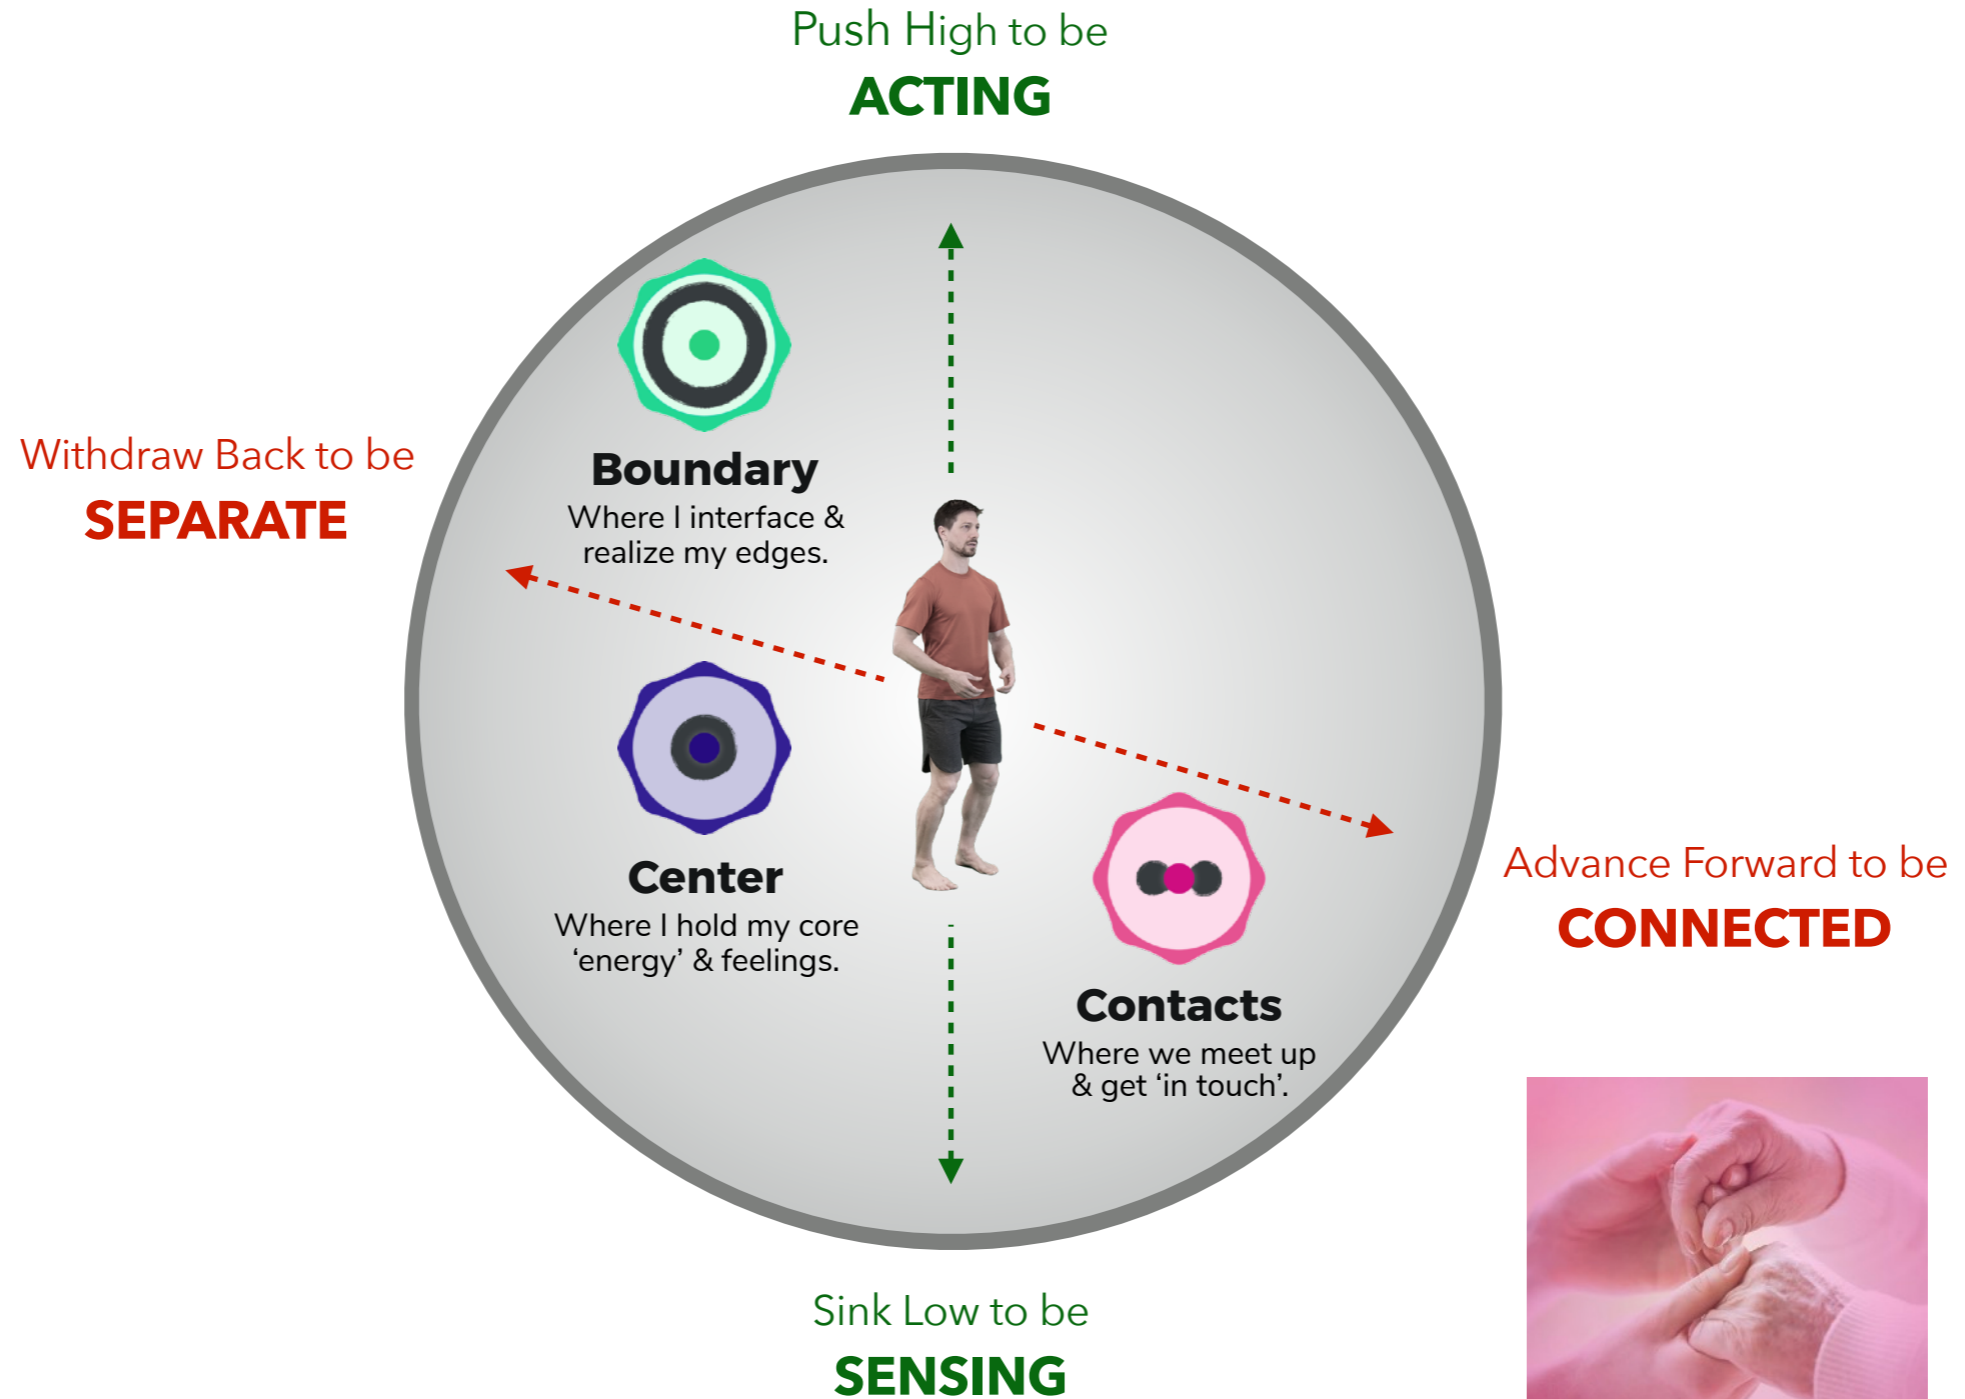 Push High to be
ACTING
Withdraw Back to be
SEPARATE
Boundary
Where I interface &
realize my edges.
Center
Where I hold my core
‘energy’ & feelings.
Contacts
Where we meet up
& get ‘in touch’.
Advance Forward to be
CONNECTED
Sink Low to be
SENSING